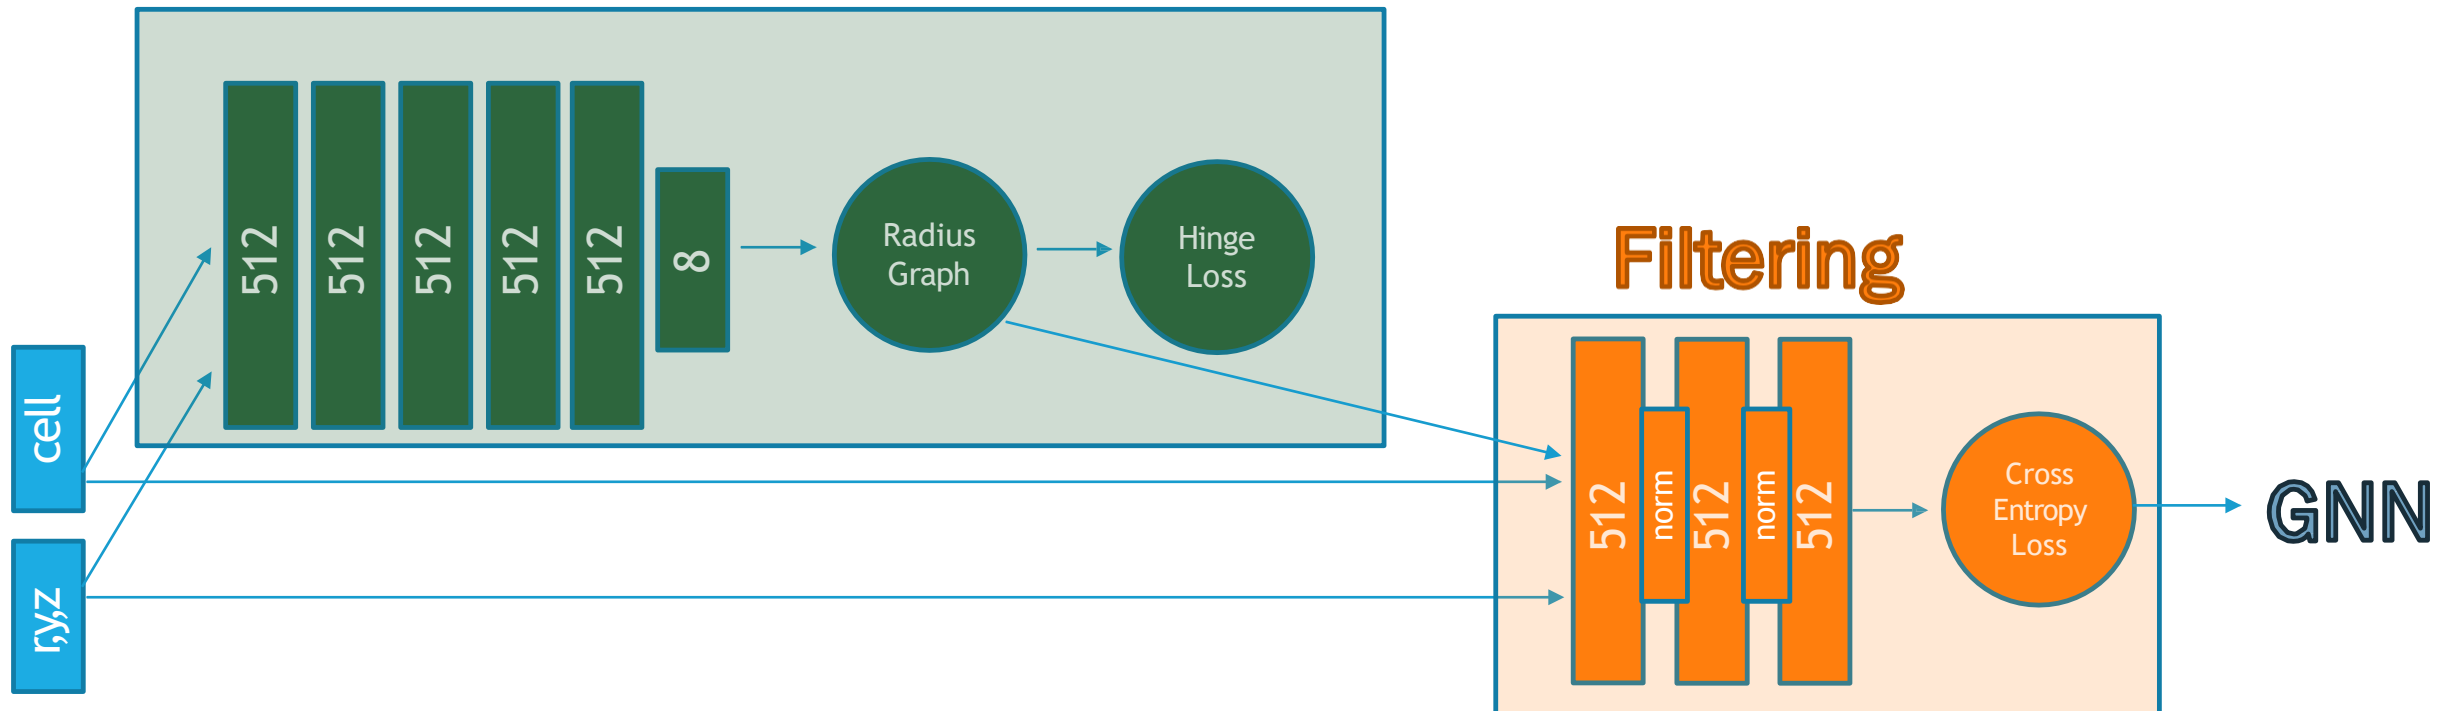 512
512
512
512
512
8
Radius
Graph
Hinge
Loss
cell
r,y,z
Filtering
512
norm
512
norm
512
Cross
Entropy
Loss
GNN